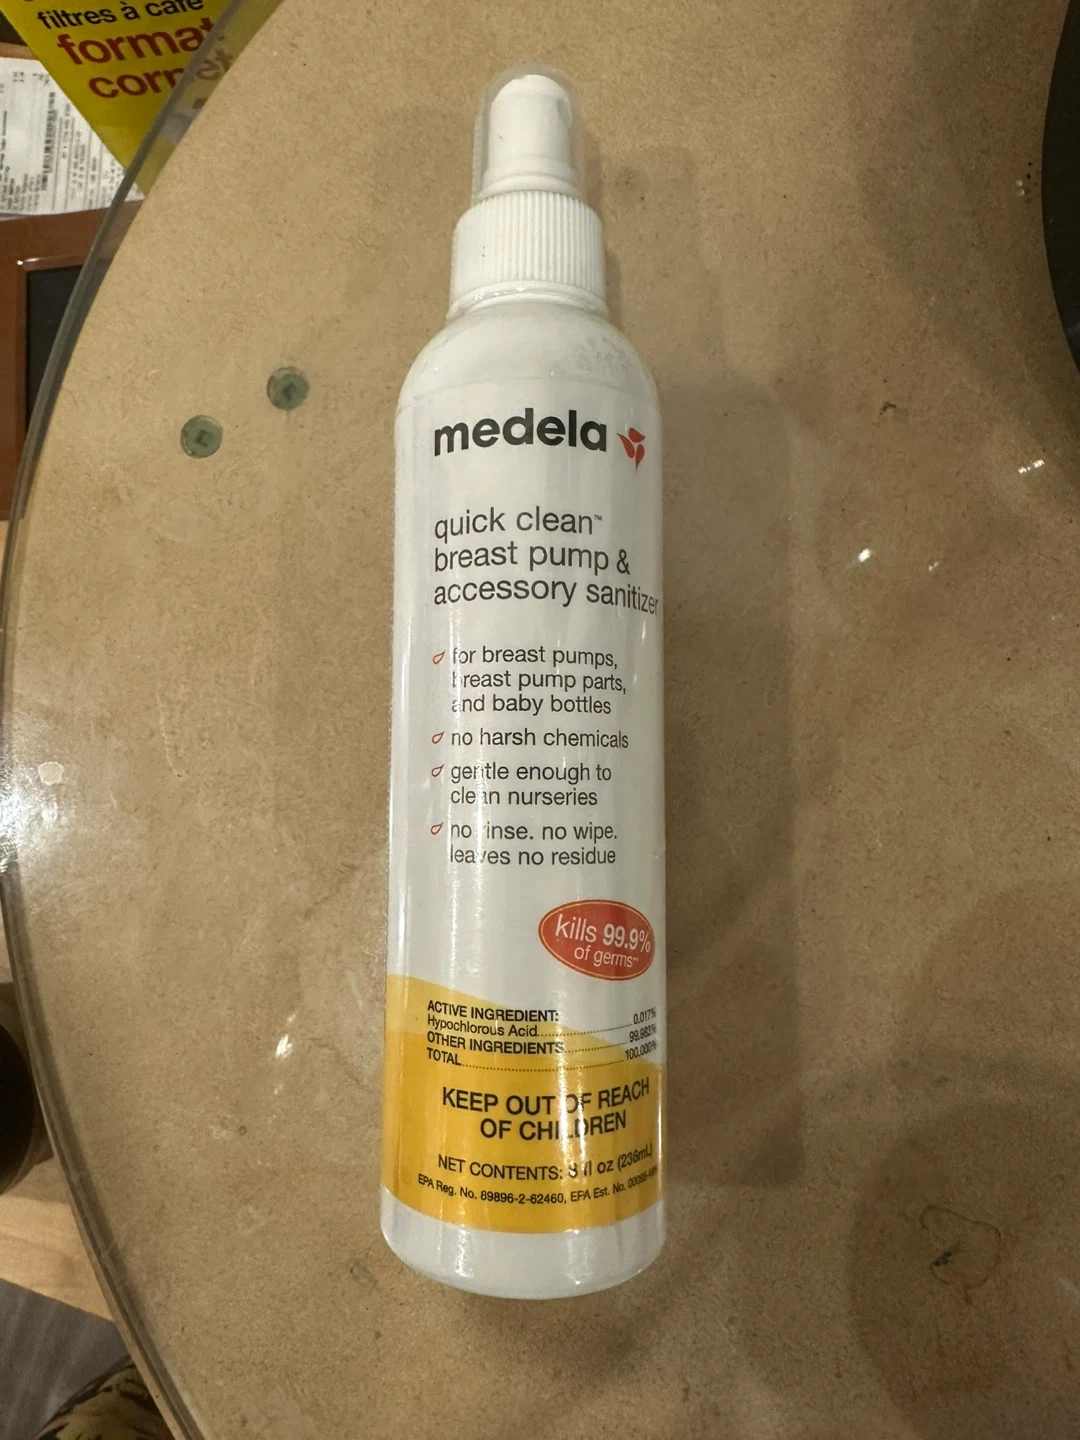 filtres à café
format
cornet
medela
quick clean™
breast pump &
accessory sanitizer
for breast pumps,
breast pump parts,
and baby bottles
no harsh chemicals
gentle enough to
clean nurseries
no rinse. no wipe.
leaves no residue
kills 99.9%
of germs**
ACTIVE INGREDIENT:
Hypochlorous Acid 0.017%
OTHER INGREDIENTS 99.983%
TOTAL 100.000%
KEEP OUT OF REACH
OF CHILDREN
NET CONTENTS: 8 fl oz (236mL)
EPA Reg. No. 89896-2-62460, EPA Est. No.